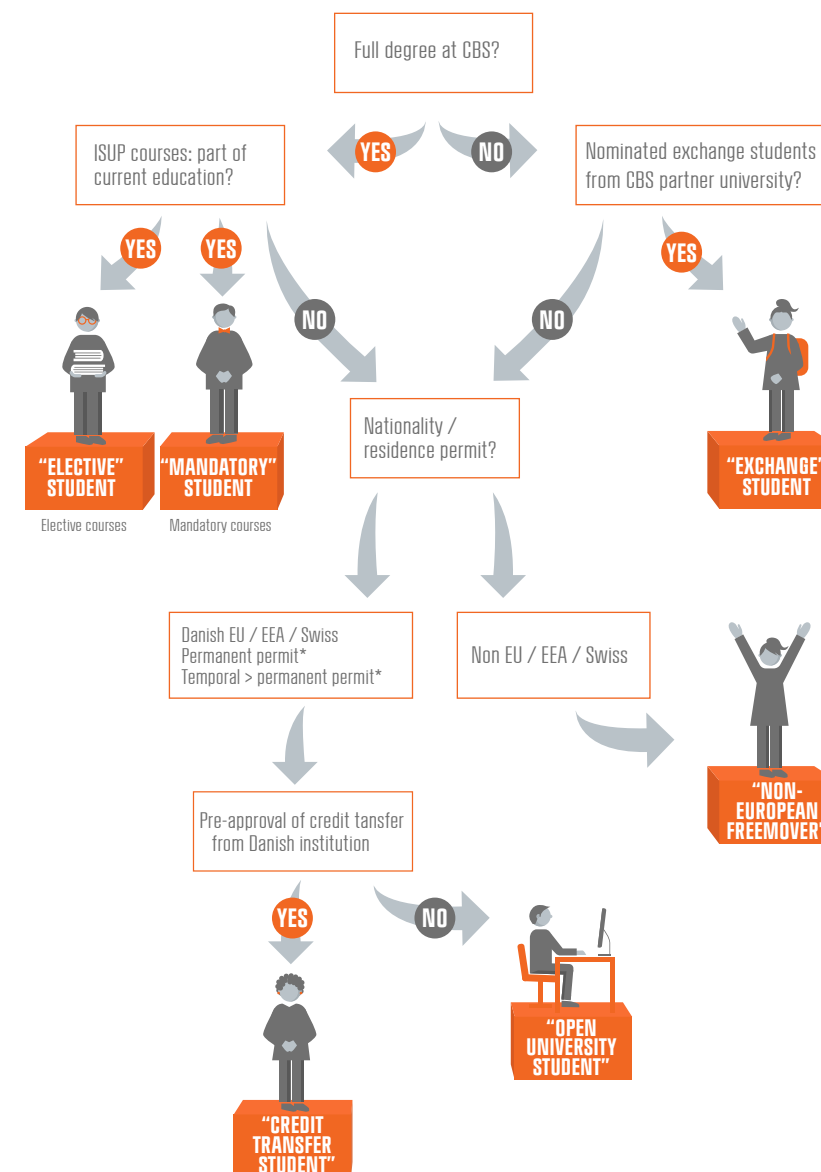 Full degree at CBS?
ISUP courses: part of
current education?
YES
NO
Nominated exchange students
from CBS partner university?
YES
YES
YES
NO
NO
"ELECTIVE"
STUDENT
Elective courses
"MANDATORY"
STUDENT
Mandatory courses
Nationality /
residence permit?
"EXCHANGE"
STUDENT
Danish EU / EEA / Swiss
Permanent permit*
Temporal > permanent permit*
Non EU / EEA / Swiss
"NON-
EUROPEAN
FREEMOVER"
Pre-approval of credit tansfer
from Danish institution
YES
NO
"OPEN
UNIVERSITY
STUDENT"
"CREDIT
TRANSFER
STUDENT"